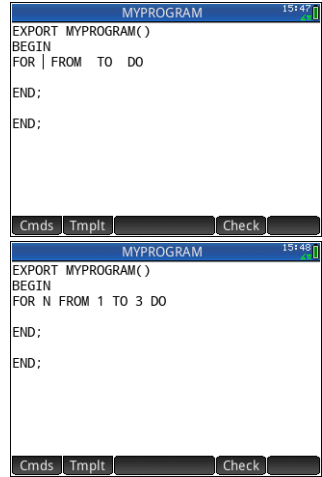 MYPROGRAM 15:47
EXPORT MYPROGRAM()
BEGIN
FOR FROM TO DO
END;
END;
Cmds Tmplt Check
MYPROGRAM 15:48
EXPORT MYPROGRAM()
BEGIN
FOR N FROM 1 TO 3 DO
END;
END;
Cmds Tmplt Check